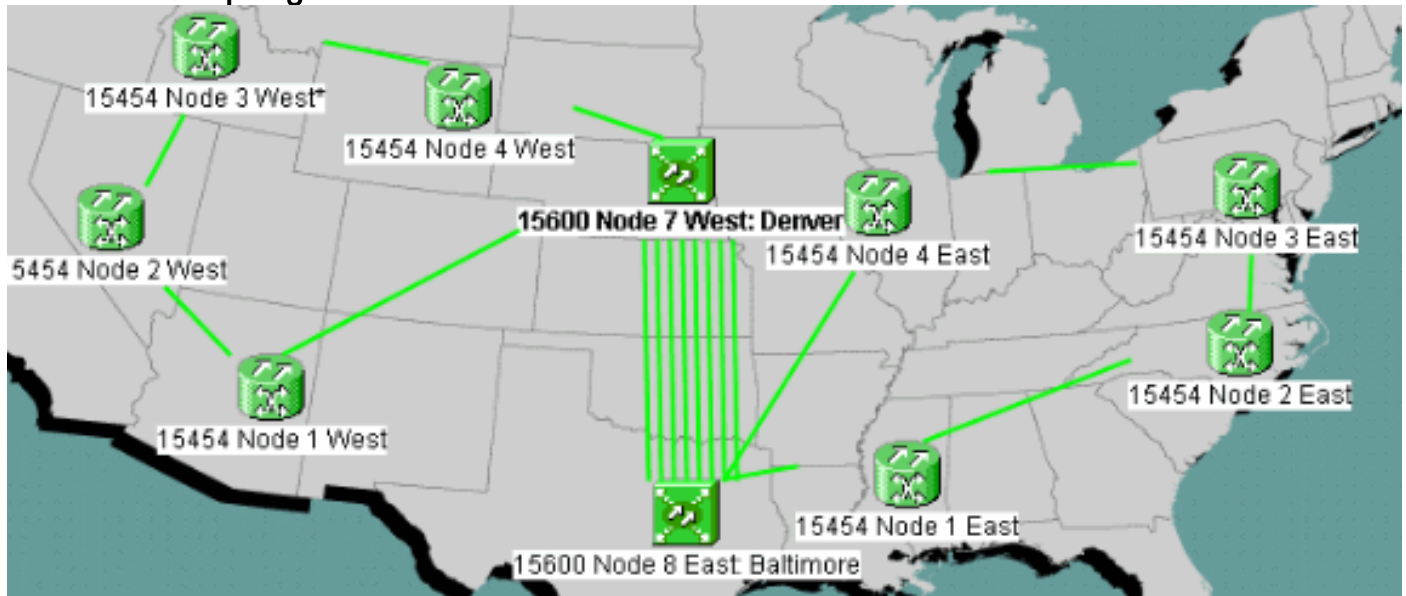 15454 Node 3 West*
15454 Node 4 West
15600 Node 7 West: Denver
15454 Node 4 East
15454 Node 3 East
5454 Node 2 West
15454 Node 2 East
15454 Node 1 West
15454 Node 1 East
15600 Node 8 East: Baltimore